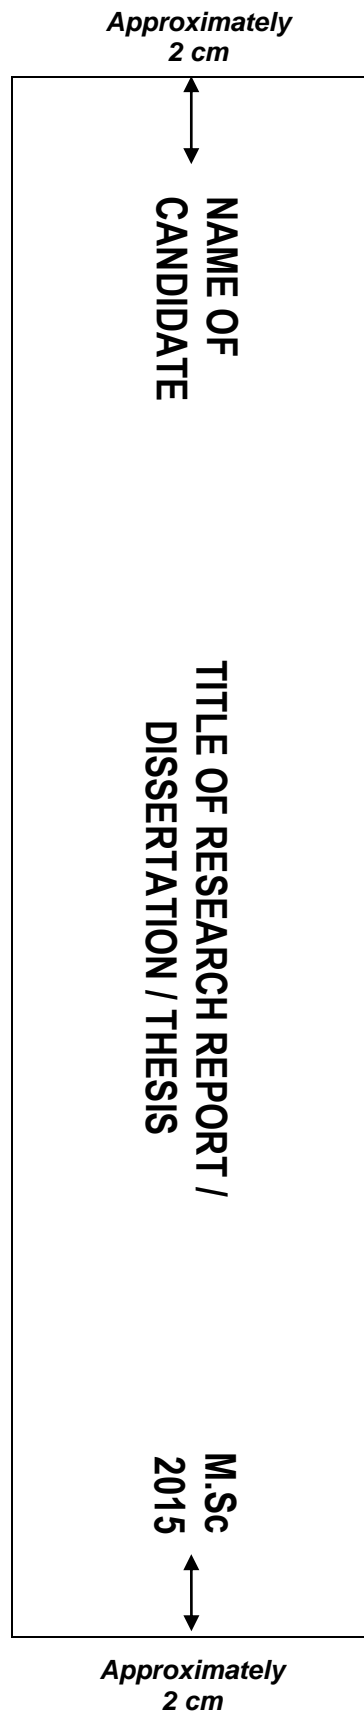 Approximately
2 cm
NAME OF
CANDIDATE
TITLE OF RESEARCH REPORT /
DISSERTATION / THESIS
M.Sc
2015
Approximately
2 cm